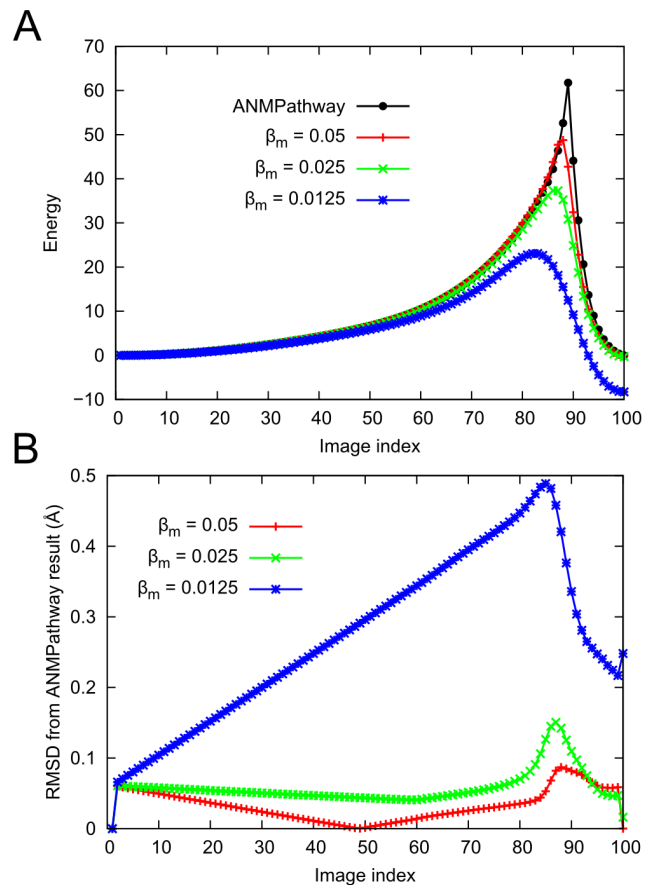 A
70
60
50
40
30
20
10
0
−10
Energy
ANMPathway
βm = 0.05
βm = 0.025
βm = 0.0125
0 10 20 30 40 50 60 70 80 90 100
Image index
B
0.5
0.4
0.3
0.2
0.1
0
RMSD from ANMPathway result (Å)
βm = 0.05
βm = 0.025
βm = 0.0125
0 10 20 30 40 50 60 70 80 90 100
Image index